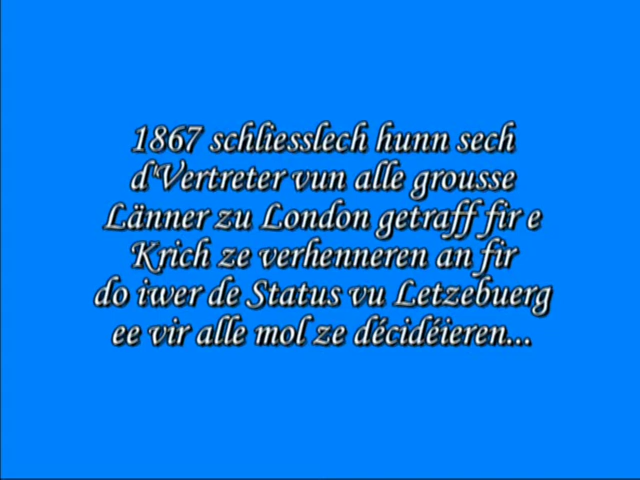 1867 schliesslech hunn sech
d'Vertreter vun alle grousse
Länner zu London getraff fir e
Krich ze verhenneren an fir
do iwer de Status vu Letzebuerg
ee vir alle mol ze décidéieren...